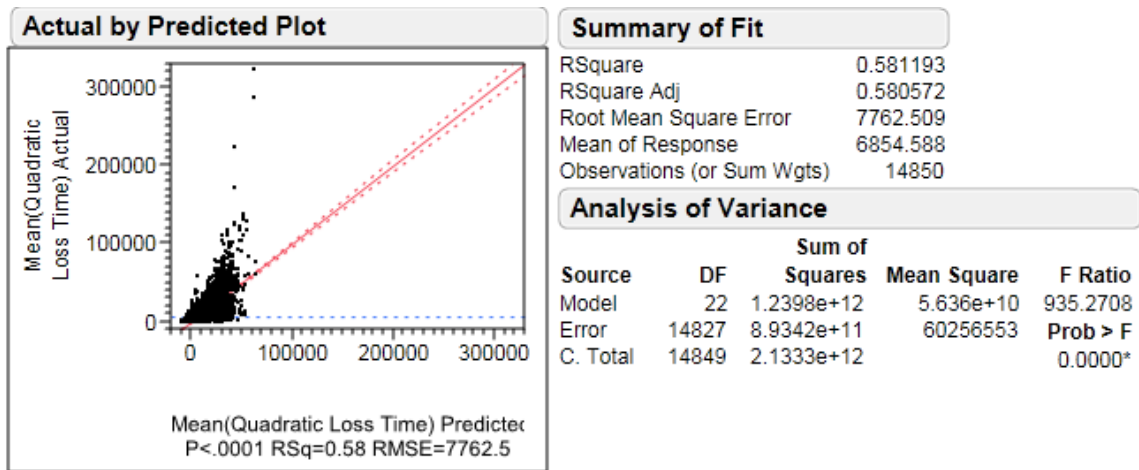 Actual by Predicted Plot
Mean(Quadratic
Loss Time) Actual
300000
200000
100000
0
0 100000 200000 300000
Mean(Quadratic Loss Time) Predicted
P<.0001 RSq=0.58 RMSE=7762.5
Summary of Fit
RSquare 0.581193
RSquare Adj 0.580572
Root Mean Square Error 7762.509
Mean of Response 6854.588
Observations (or Sum Wgts) 14850
Analysis of Variance
Sum of
Source DF Squares Mean Square F Ratio
Model 22 1.2398e+12 5.636e+10 935.2708
Error 14827 8.9342e+11 60256553 Prob > F
C. Total 14849 2.1333e+12 0.0000*